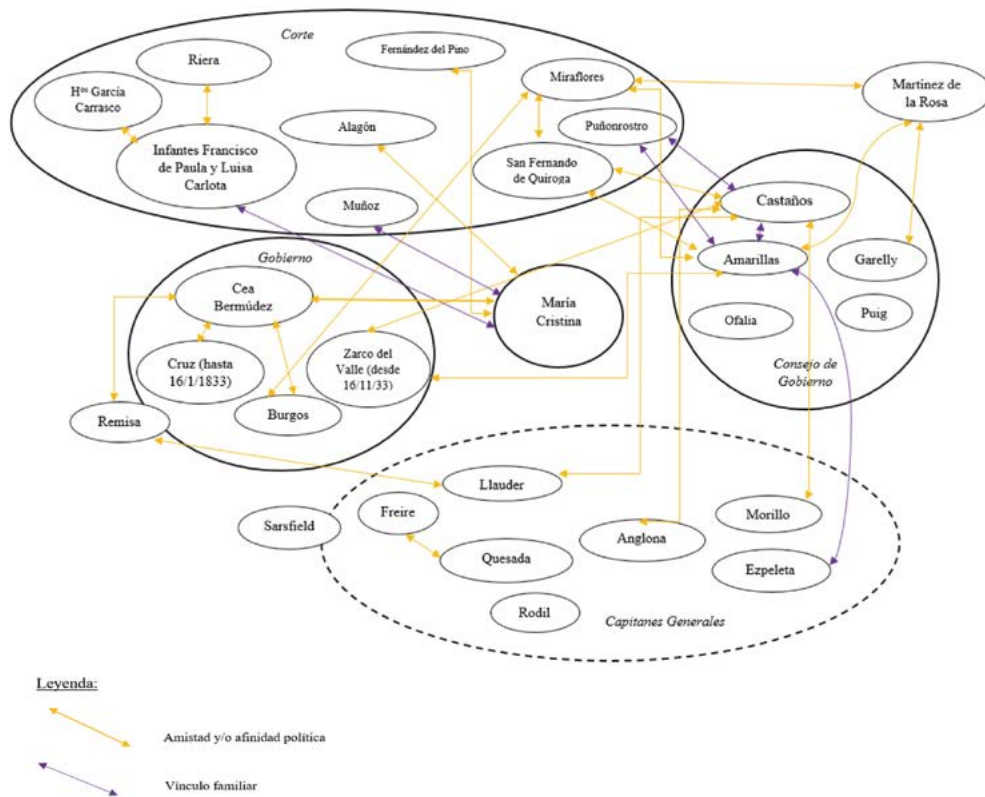 Corte
Riera
Fernández del Pino
Miraflores
Martínez de
la Rosa
Hᵒˢ García
Carrasco
Alagón
Puñonrostro
Infantes Francisco
de Paula y Luisa
Carlota
San Fernando
de Quiroga
Muñoz
Castaños
Amarillas
Garelly
Ofalia
Puig
Consejo de
Gobierno
María
Cristina
Gobierno
Cea
Bermúdez
Cruz (hasta
16/1/1833)
Zarco del
Valle (desde
16/11/33)
Burgos
Remisa
Llauder
Freire
Morillo
Sarsfield
Anglona
Quesada
Ezpeleta
Rodil
Capitanes Generales
Leyenda:
Amistad y/o afinidad política
Vínculo familiar